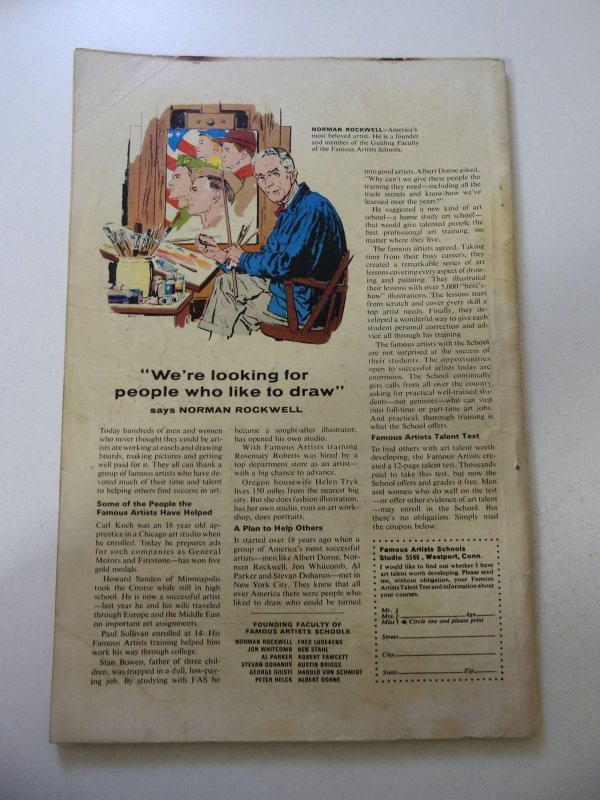 NORMAN ROCKWELL—America's
most beloved artist. He is a founder
and member of the Guiding Faculty
of the Famous Artists Schools.
"We're looking for
people who like to draw"
says NORMAN ROCKWELL
Today hundreds of men and women
who never thought they could be art-
ists are working at easels and drawing
boards, making pictures and getting
well paid for it. They all can thank a
group of famous artists who have de-
voted much of their time and talent
to helping others find success in art.
Some of the People the
Famous Artists Have Helped
Carl Koch was an 18 year old ap-
prentice in a Chicago art studio when
he enrolled. Today he prepares ads
for such companies as General
Motors and Firestone—has won five
gold medals.
Howard Sanden of Minneapolis
took the Course while still in high
school. He is now a successful artist
—last year he and his wife traveled
through Europe and the Middle East
on important art assignments.
Paul Sullivan enrolled at 14. His
Famous Artists training helped him
work his way through college.
Stan Bowen, father of three chil-
dren, was trapped in a dull, low-pay-
ing job. By studying with FAS he
became a sought-after illustrator,
has opened his own studio.
With Famous Artists training
Rosemary Roberts was hired by a
top department store as an artist—
with a big chance to advance.
Oregon housewife Helen Tryk
lives 150 miles from the nearest big
city. But she does fashion illustration,
has her own studio, runs an art work-
shop, does portraits.
A Plan to Help Others
It started over 18 years ago when a
group of America's most successful
artists—men like Albert Dorne, Nor-
man Rockwell, Jon Whitcomb, Al
Parker and Stevan Dohanos—met in
New York City. They knew that all
over America there were people who
liked to draw who could be turned
FOUNDING FACULTY OF
FAMOUS ARTISTS SCHOOLS
NORMAN ROCKWELL FRED LUDEKENS
JON WHITCOMB BEN STAHL
AL PARKER ROBERT FAWCETT
STEVAN DOHANOS AUSTIN BRIGGS
GEORGE GIUSTI HAROLD VON SCHMIDT
PETER HELCK ALBERT DORNE
into good artists. Albert Dorne asked,
"Why can't we give these people the
training they need—including all the
trade secrets and know-how we've
learned over the years?"
He suggested a new kind of art
school—a home study art school—
that would give talented people the
best professional art training, no
matter where they live.
The famous artists agreed. Taking
time from their busy careers, they
created a remarkable series of art
lessons covering every aspect of draw-
ing and painting. They illustrated
their lessons with over 5,000 "here's-
how" illustrations. The lessons start
from scratch and cover every skill a
top artist needs. Finally, they de-
veloped a wonderful way to give each
student personal correction and ad-
vice all through his training.
The famous artists with the School
are not surprised at the success of
their students. The opportunities
open to successful artists today are
enormous. The School continually
gets calls from all over the country
asking for practical well-trained stu-
dents—not geniuses—who can step
into full-time or part-time art jobs.
And practical, thorough training is
what the School offers.
Famous Artists Talent Test
To find others with art talent worth
developing, the Famous Artists cre-
ated a 12-page talent test. Thousands
paid to take this test, but now the
School offers and grades it free. Men
and women who do well on the test
—or offer other evidence of art talent
—may enroll in the School. But
there's no obligation. Simply mail
the coupon below.
Famous Artists Schools
Studio 5566, Westport, Conn.
I would like to find out whether I have
art talent worth developing. Please send
me, without obligation, your Famous
Artists Talent Test and information about
your courses.
Mr.
Mrs. Age
Miss Circle one and please print
Street
City
State Zip